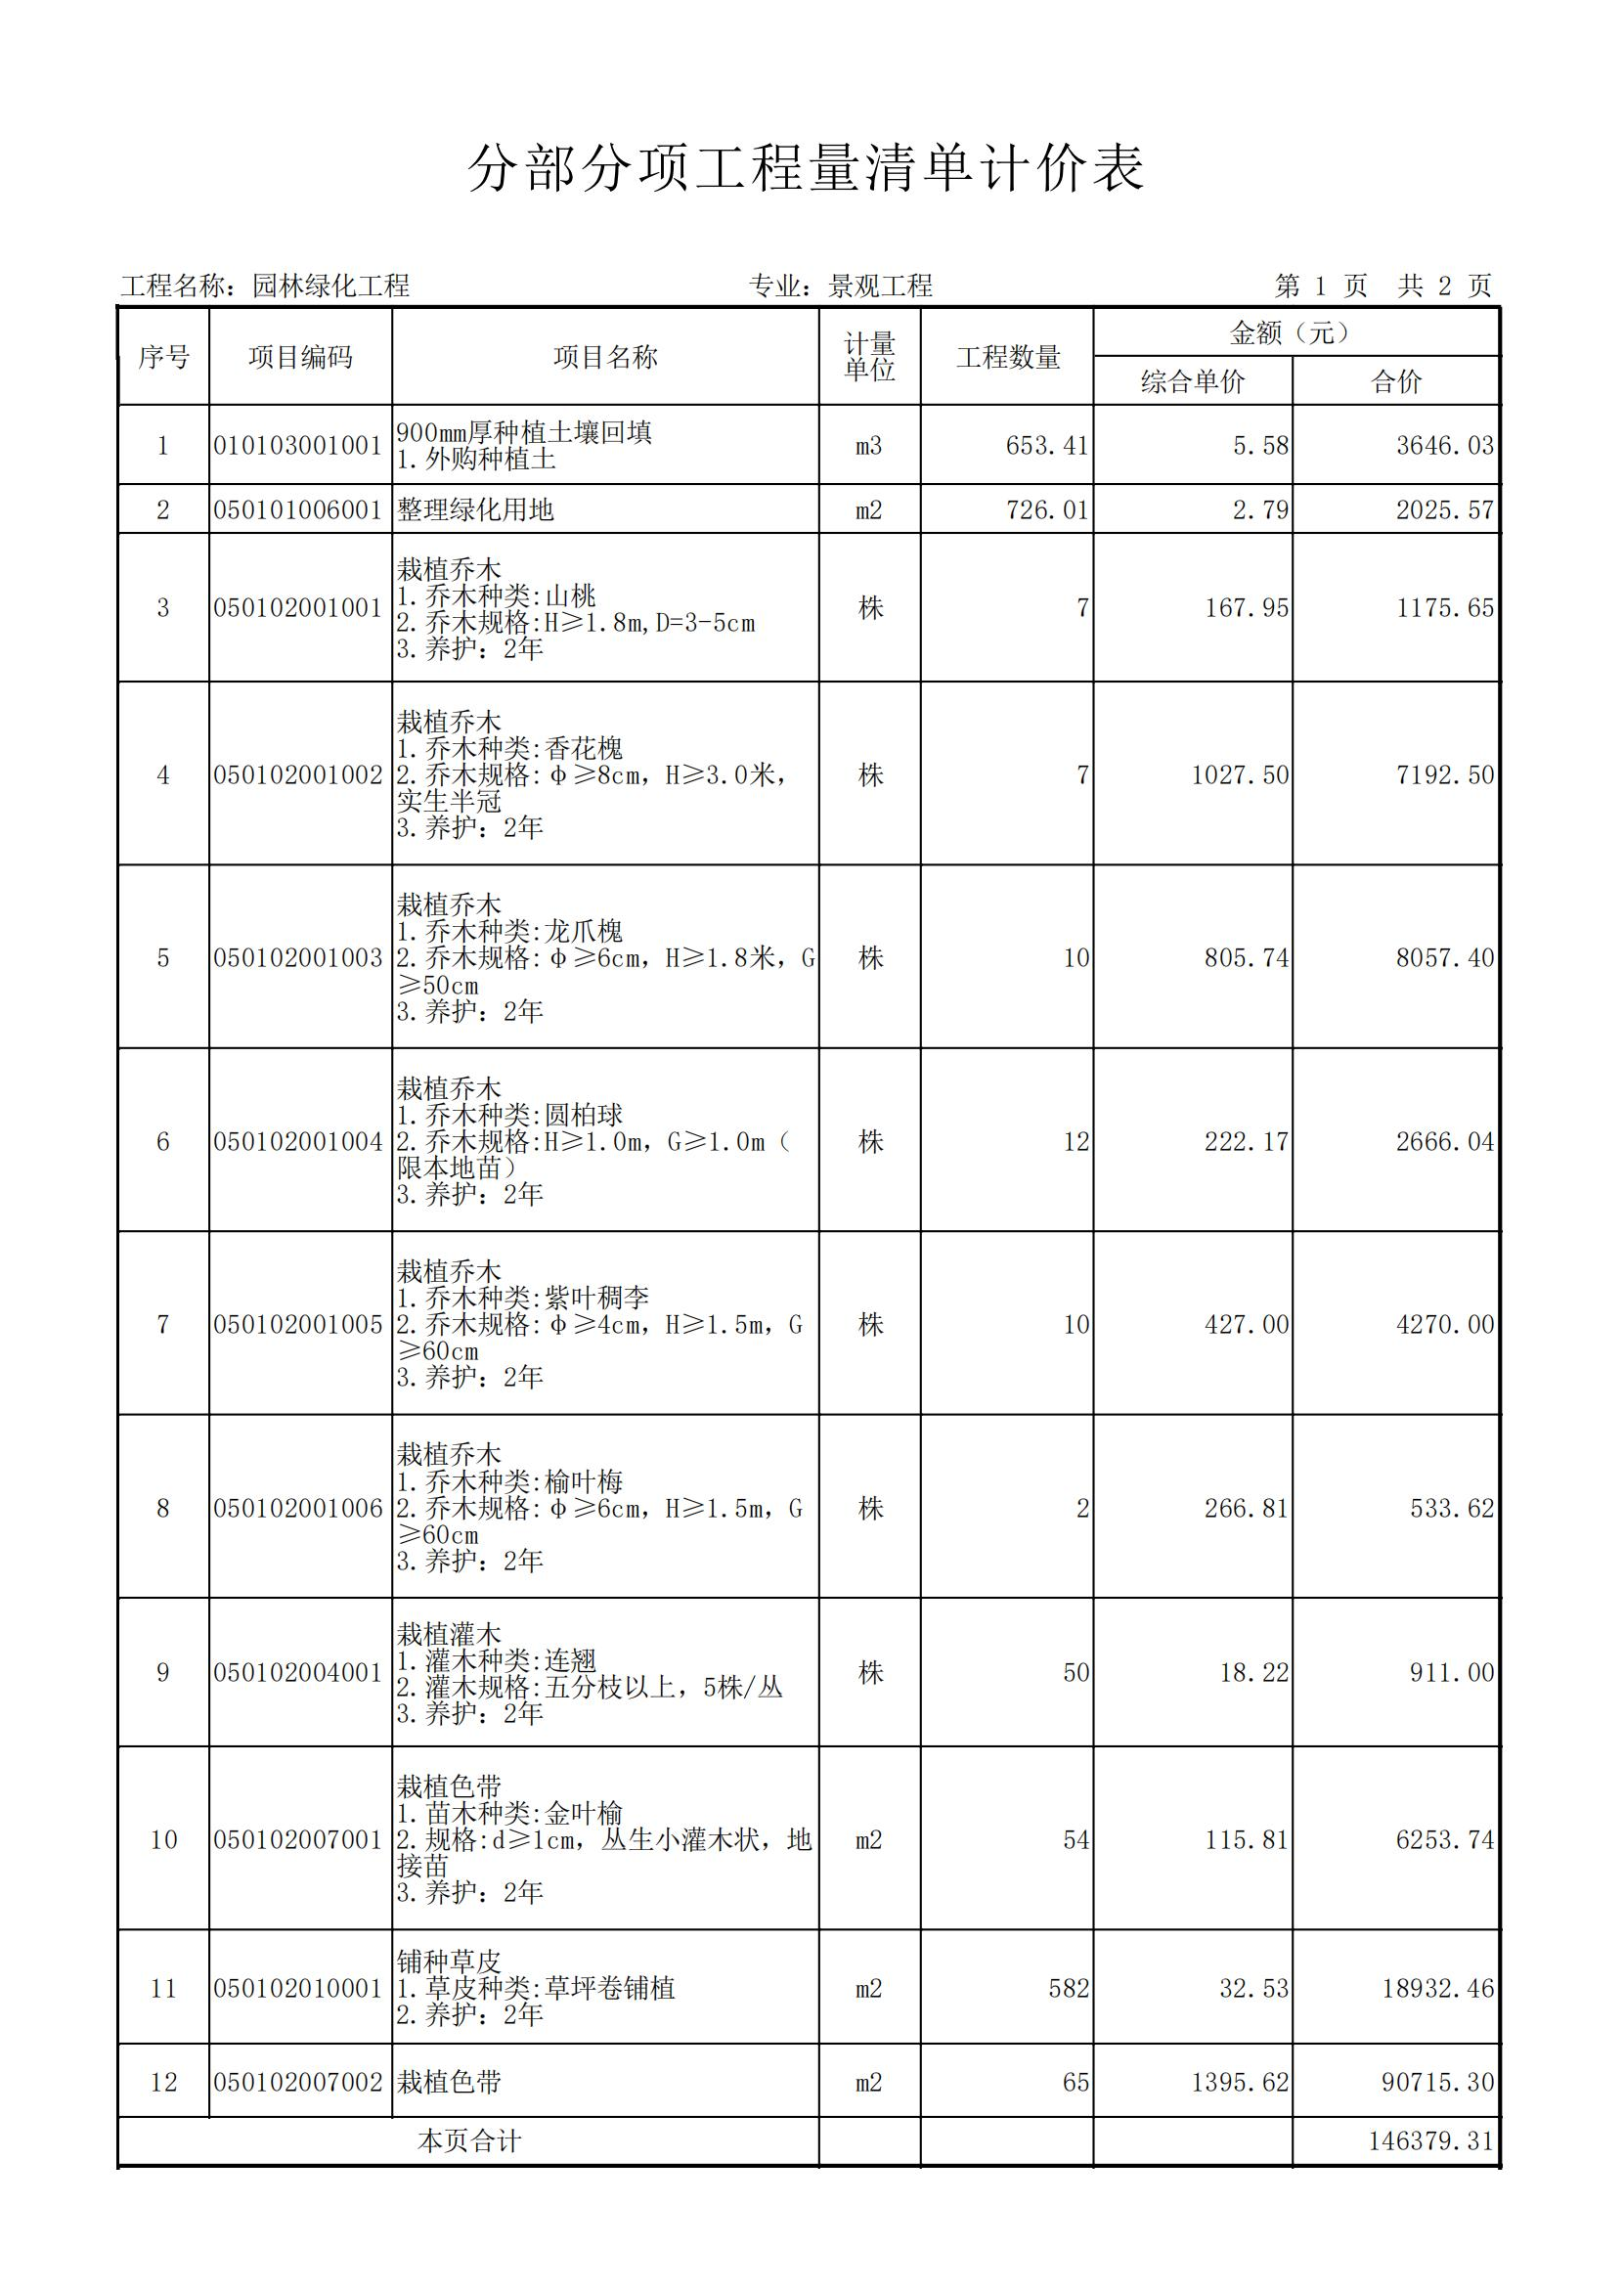 分部分项工程量清单计价表
工程名称：园林绿化工程 专业：景观工程 第 1 页 共 2 页
序号 项目编码 项目名称 计量单位 工程数量 金额（元）
综合单价 合价
1 010103001001 900mm厚种植土壤回填 m3 653.41 5.58 3646.03
1.外购种植土
2 050101006001 整理绿化用地 m2 726.01 2.79 2025.57
3 050102001001 栽植乔木 株 7 167.95 1175.65
1.乔木种类:山桃
2.乔木规格:H≥1.8m,D=3-5cm
3.养护：2年
4 050102001002 栽植乔木 株 7 1027.50 7192.50
1.乔木种类:香花槐
2.乔木规格:φ≥8cm，H≥3.0米，
实生半冠
3.养护：2年
5 050102001003 栽植乔木 株 10 805.74 8057.40
1.乔木种类:龙爪槐
2.乔木规格:φ≥6cm，H≥1.8米，G
≥50cm
3.养护：2年
6 050102001004 栽植乔木 株 12 222.17 2666.04
1.乔木种类:圆柏球
2.乔木规格:H≥1.0m，G≥1.0m（
限本地苗）
3.养护：2年
7 050102001005 栽植乔木 株 10 427.00 4270.00
1.乔木种类:紫叶稠李
2.乔木规格:φ≥4cm，H≥1.5m，G
≥60cm
3.养护：2年
8 050102001006 栽植乔木 株 2 266.81 533.62
1.乔木种类:榆叶梅
2.乔木规格:φ≥6cm，H≥1.5m，G
≥60cm
3.养护：2年
9 050102004001 栽植灌木 株 50 18.22 911.00
1.灌木种类:连翘
2.灌木规格:五分枝以上，5株/丛
3.养护：2年
10 050102007001 栽植色带 m2 54 115.81 6253.74
1.苗木种类:金叶榆
2.规格:d≥1cm，丛生小灌木状，地
接苗
3.养护：2年
11 050102010001 铺种草皮 m2 582 32.53 18932.46
1.草皮种类:草坪卷铺植
2.养护：2年
12 050102007002 栽植色带 m2 65 1395.62 90715.30
本页合计 146379.31